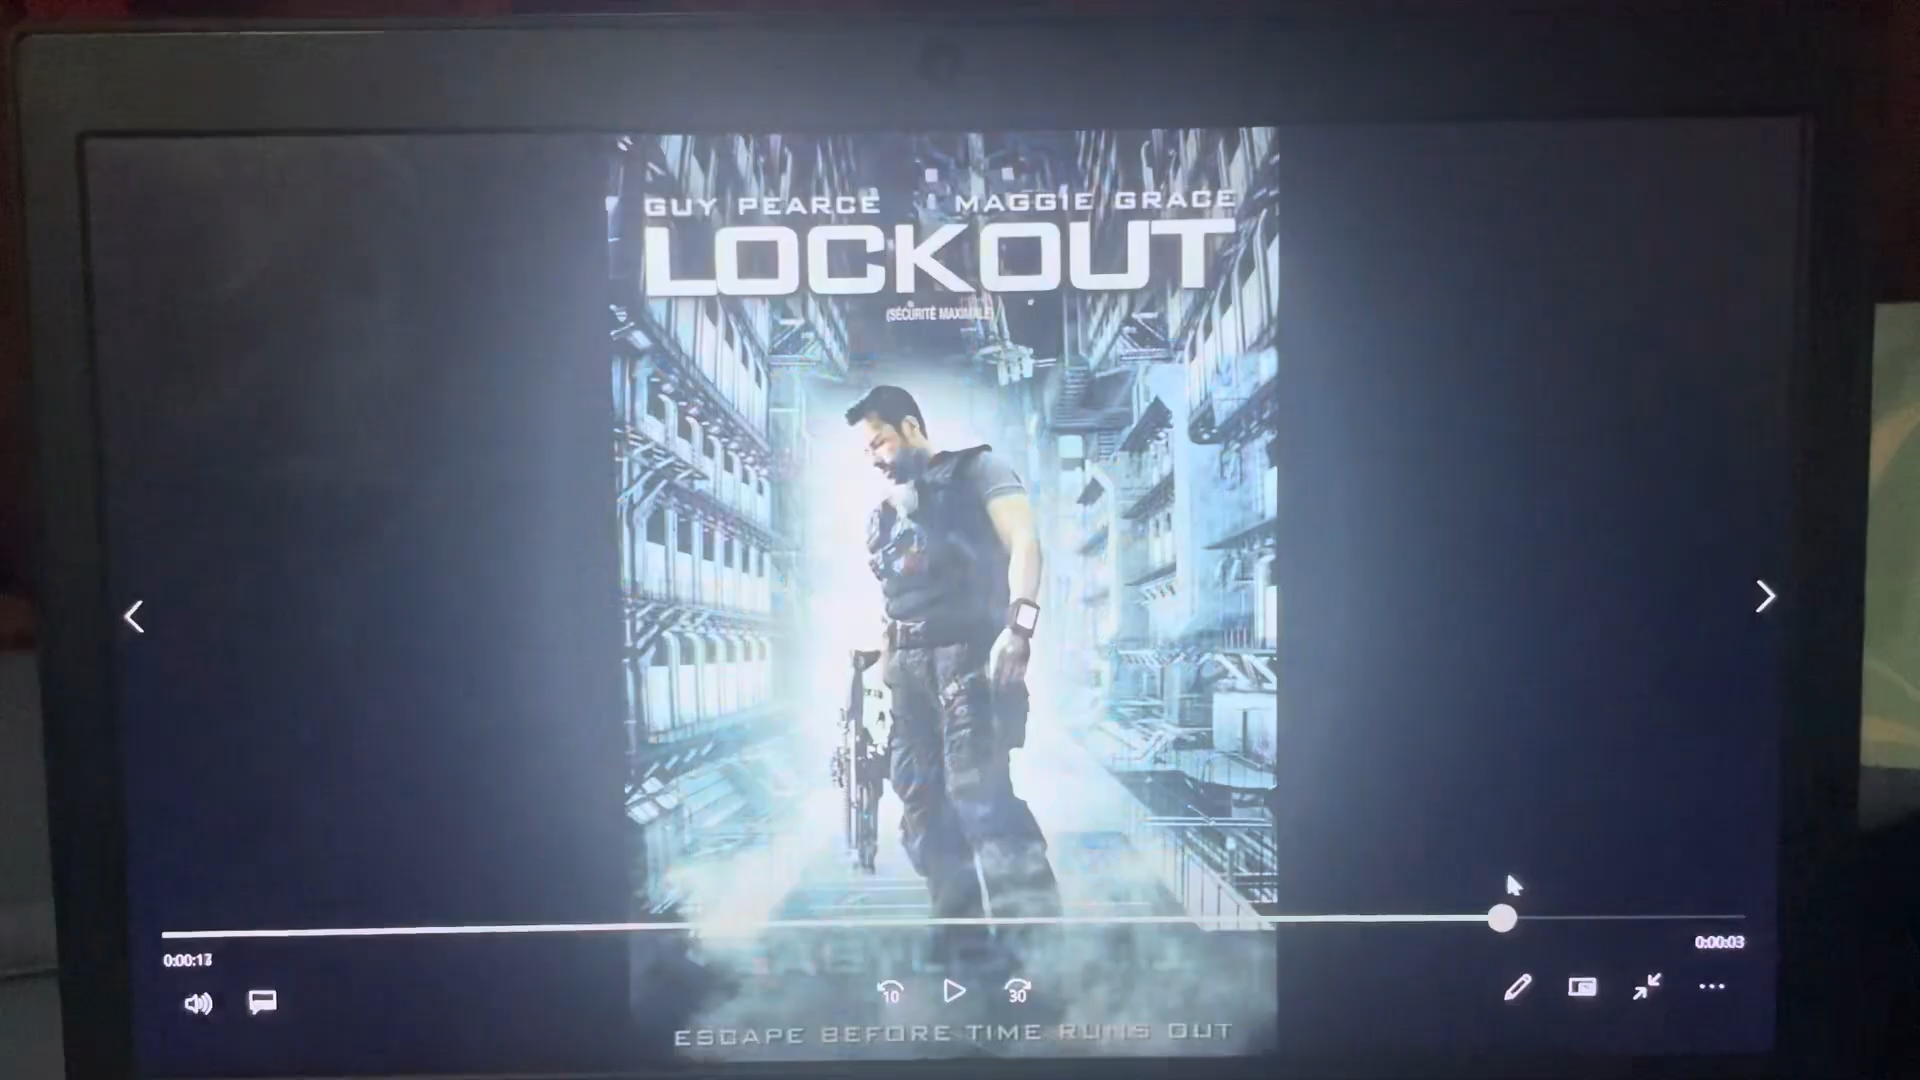 GUY PEARCE MAGGIE GRACE
LOCKOUT
(SÉCURITÉ MAXIMALE)
0:00:13
0:00:03
10
30
ESCAPE BEFORE TIME RUNS OUT